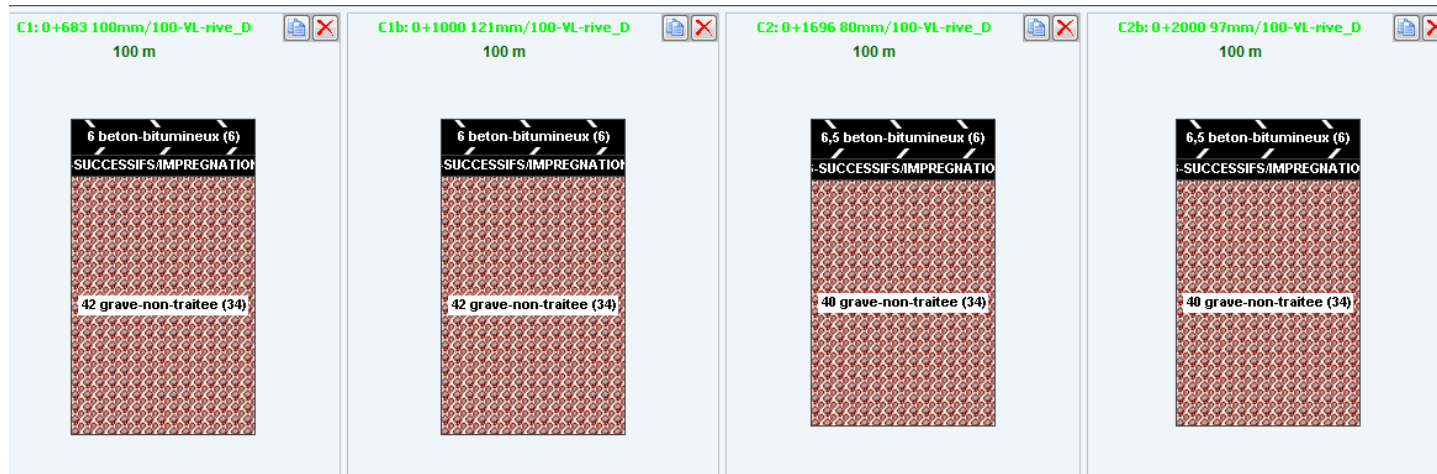 C1: 0+683 100mm/100-VL-rive_D
100 m
6 beton-bitumineux (6)
-SUCCESSIFS/IMPREGNATION
42 grave-non-traitee (34)
C1b: 0+1000 121mm/100-VL-rive_D
100 m
6 beton-bitumineux (6)
-SUCCESSIFS/IMPREGNATION
42 grave-non-traitee (34)
C2: 0+1696 80mm/100-VL-rive_D
100 m
6,5 beton-bitumineux (6)
-SUCCESSIFS/IMPREGNATIO
40 grave-non-traitee (34)
C2b: 0+2000 97mm/100-VL-rive_D
100 m
6,5 beton-bitumineux (6)
-SUCCESSIFS/IMPREGNATIO
40 grave-non-traitee (34)